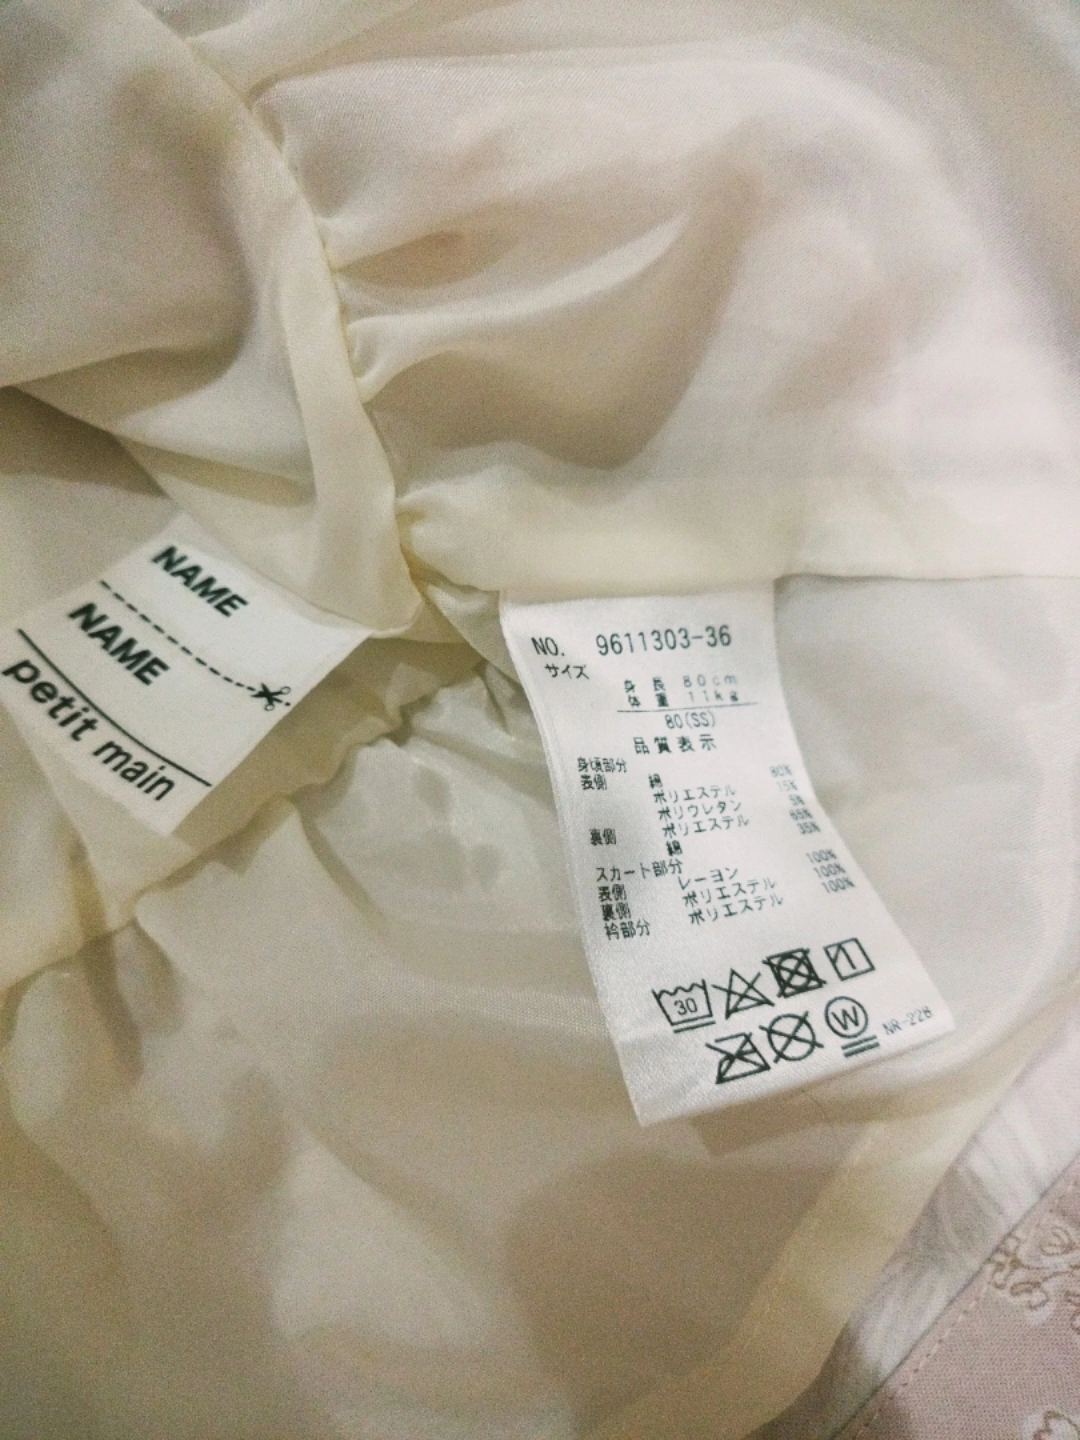 NAME
NAME
petit main
NO. 9611303-36
サイズ
身長 80cm
体重 11kg
80(SS)
品質表示
身頃部分
表側 綿 80%
ポリエステル 15%
ポリウレタン 5%
裏側 ポリエステル 65%
綿 35%
スカート部分
表側 レーヨン 100%
裏側 ポリエステル 100%
衿部分 ポリエステル 100%
30
1
W
NR-228